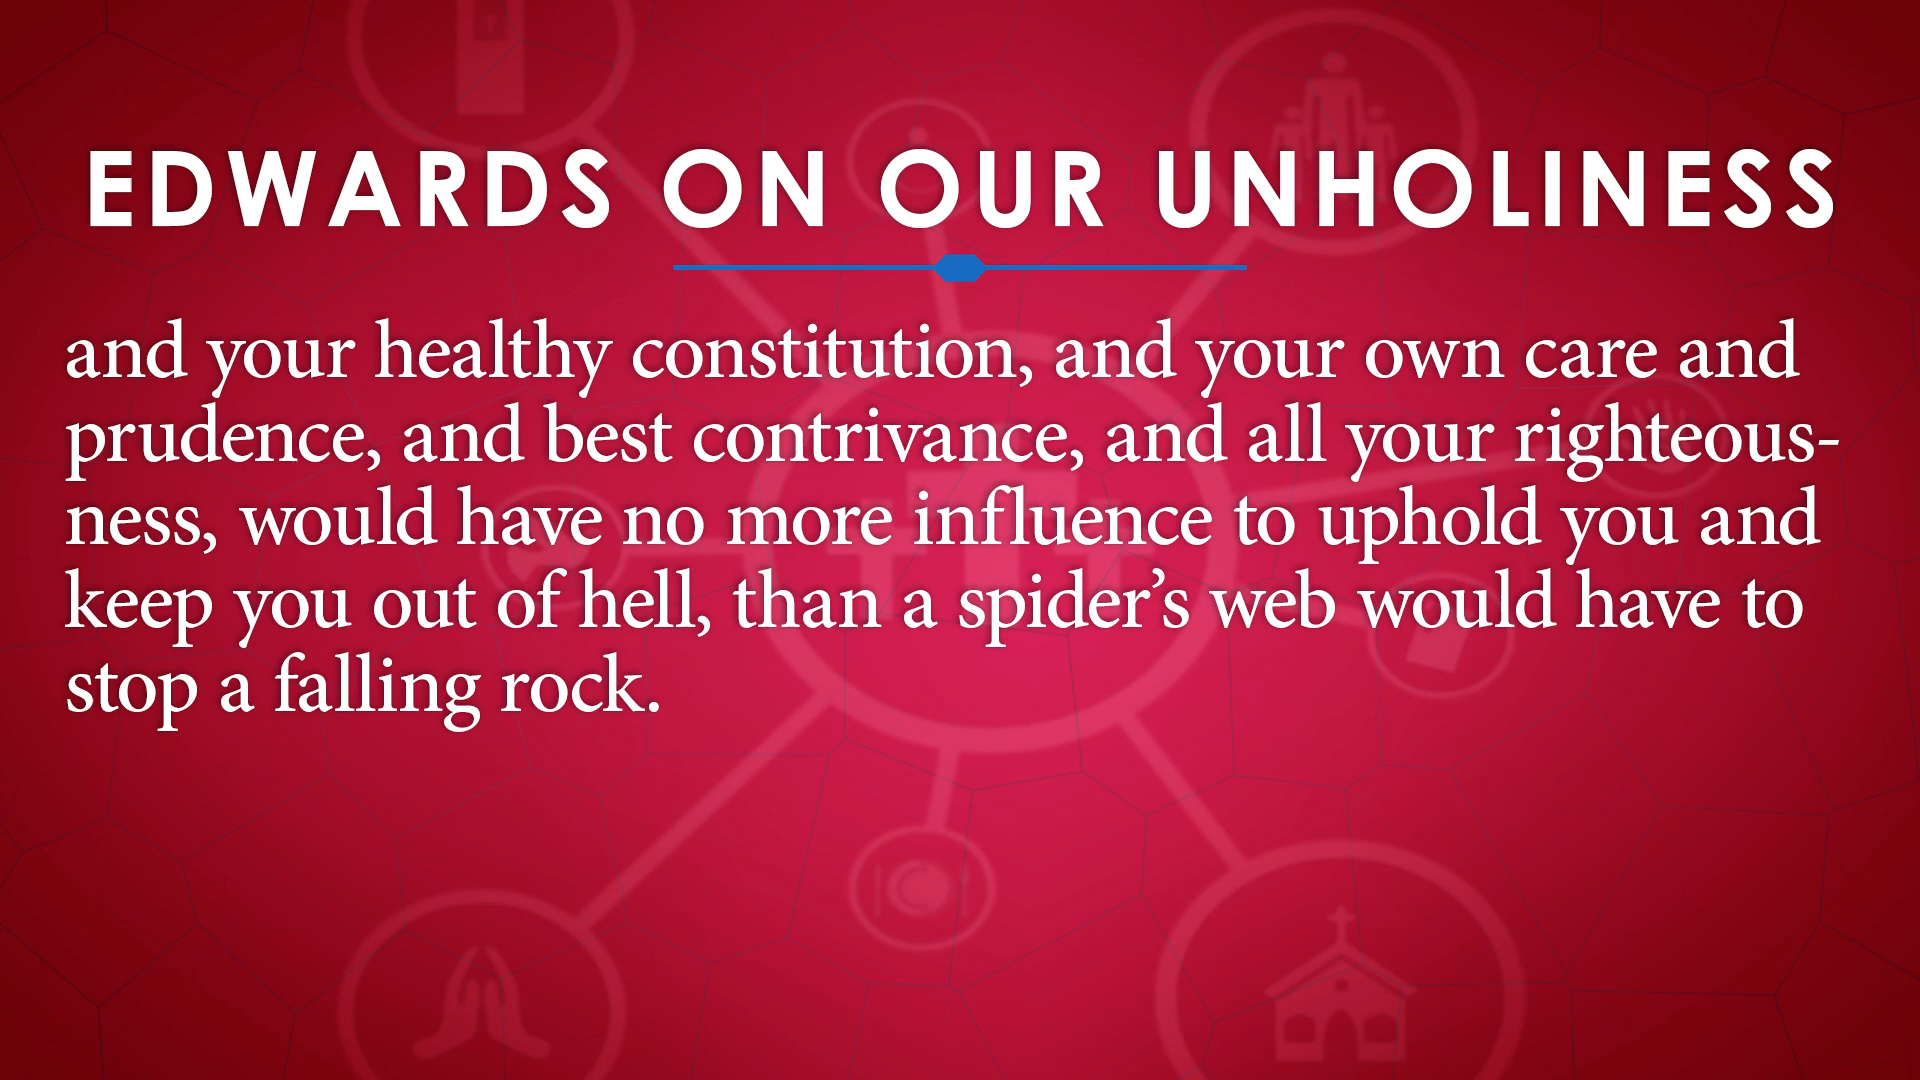 EDWARDS ON OUR UNHOLINESS
and your healthy constitution, and your own care and
prudence, and best contrivance, and all your righteous-
ness, would have no more influence to uphold you and
keep you out of hell, than a spider’s web would have to
stop a falling rock.